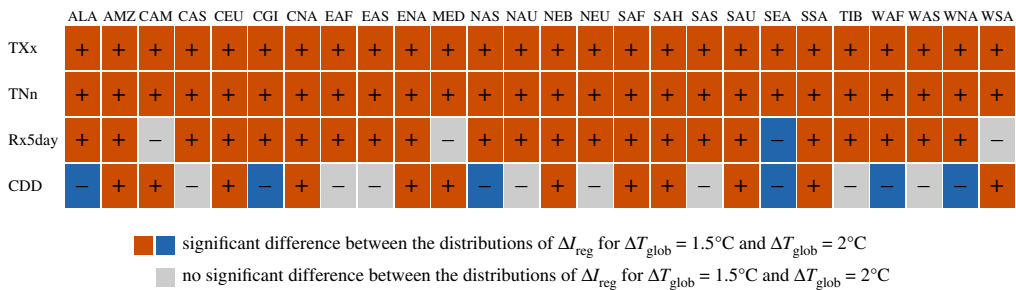 ALA AMZ CAM CAS CEU CGI CNA EAF EAS ENA MED NAS NAU NEB NEU SAF SAH SAS SAU SEA SSA TIB WAF WAS WNA WSA
TXx + + + + + + + + + + + + + + + + + + + + + + + + + +
TNn + + + + + + + + + + + + + + + + + + + + + + + + + +
Rx5day + + − + + + + + + + − + + + + + + + + − + + + + + −
CDD − + + − + − + − − + + − − + − + + − + − + − − − − +
significant difference between the distributions of ΔI_reg for ΔT_glob = 1.5°C and ΔT_glob = 2°C
no significant difference between the distributions of ΔI_reg for ΔT_glob = 1.5°C and ΔT_glob = 2°C